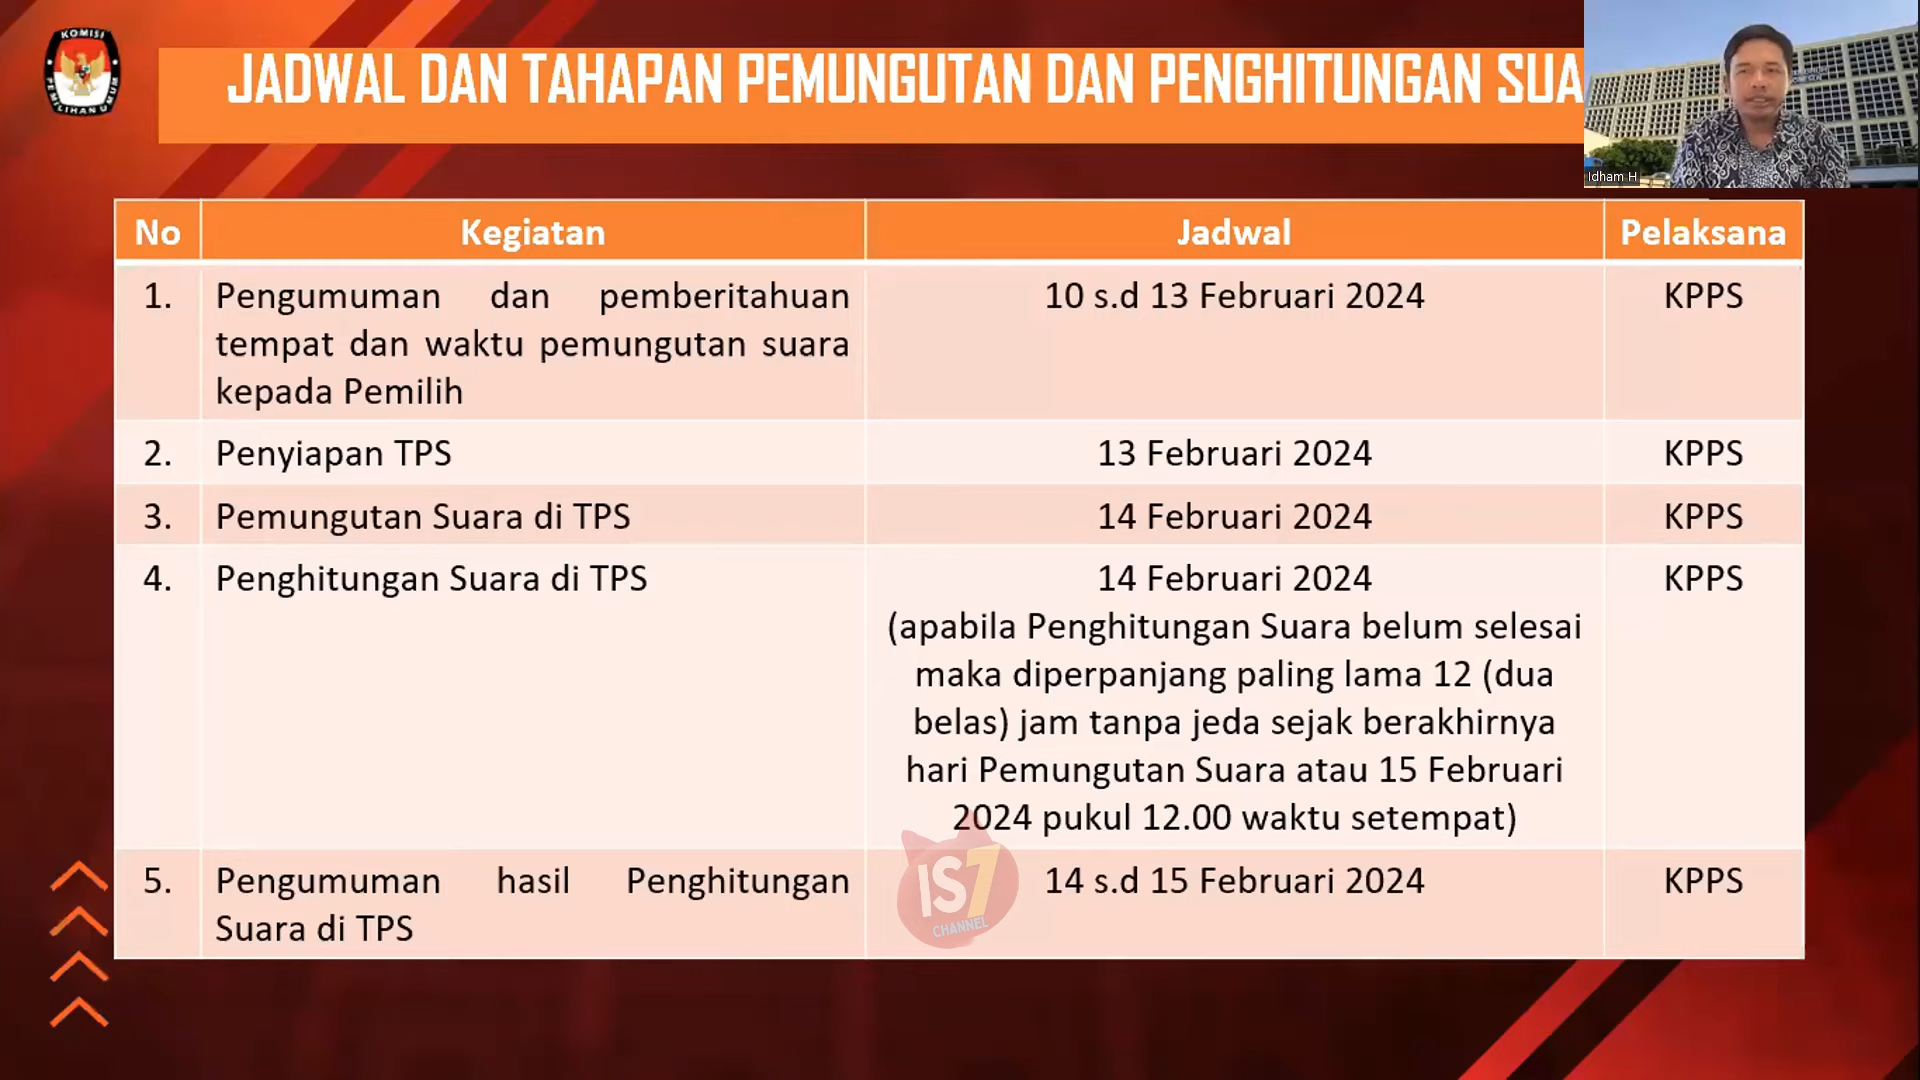 KOMISI
PEMILIHAN UMUM
JADWAL DAN TAHAPAN PEMUNGUTAN DAN PENGHITUNGAN SUA
Idham H
No Kegiatan Jadwal Pelaksana
1. Pengumuman dan pemberitahuan 10 s.d 13 Februari 2024 KPPS
tempat dan waktu pemungutan suara
kepada Pemilih
2. Penyiapan TPS 13 Februari 2024 KPPS
3. Pemungutan Suara di TPS 14 Februari 2024 KPPS
4. Penghitungan Suara di TPS 14 Februari 2024 KPPS
(apabila Penghitungan Suara belum selesai
maka diperpanjang paling lama 12 (dua
belas) jam tanpa jeda sejak berakhirnya
hari Pemungutan Suara atau 15 Februari
2024 pukul 12.00 waktu setempat)
5. Pengumuman hasil Penghitungan 14 s.d 15 Februari 2024 KPPS
Suara di TPS
IS7
CHANNEL